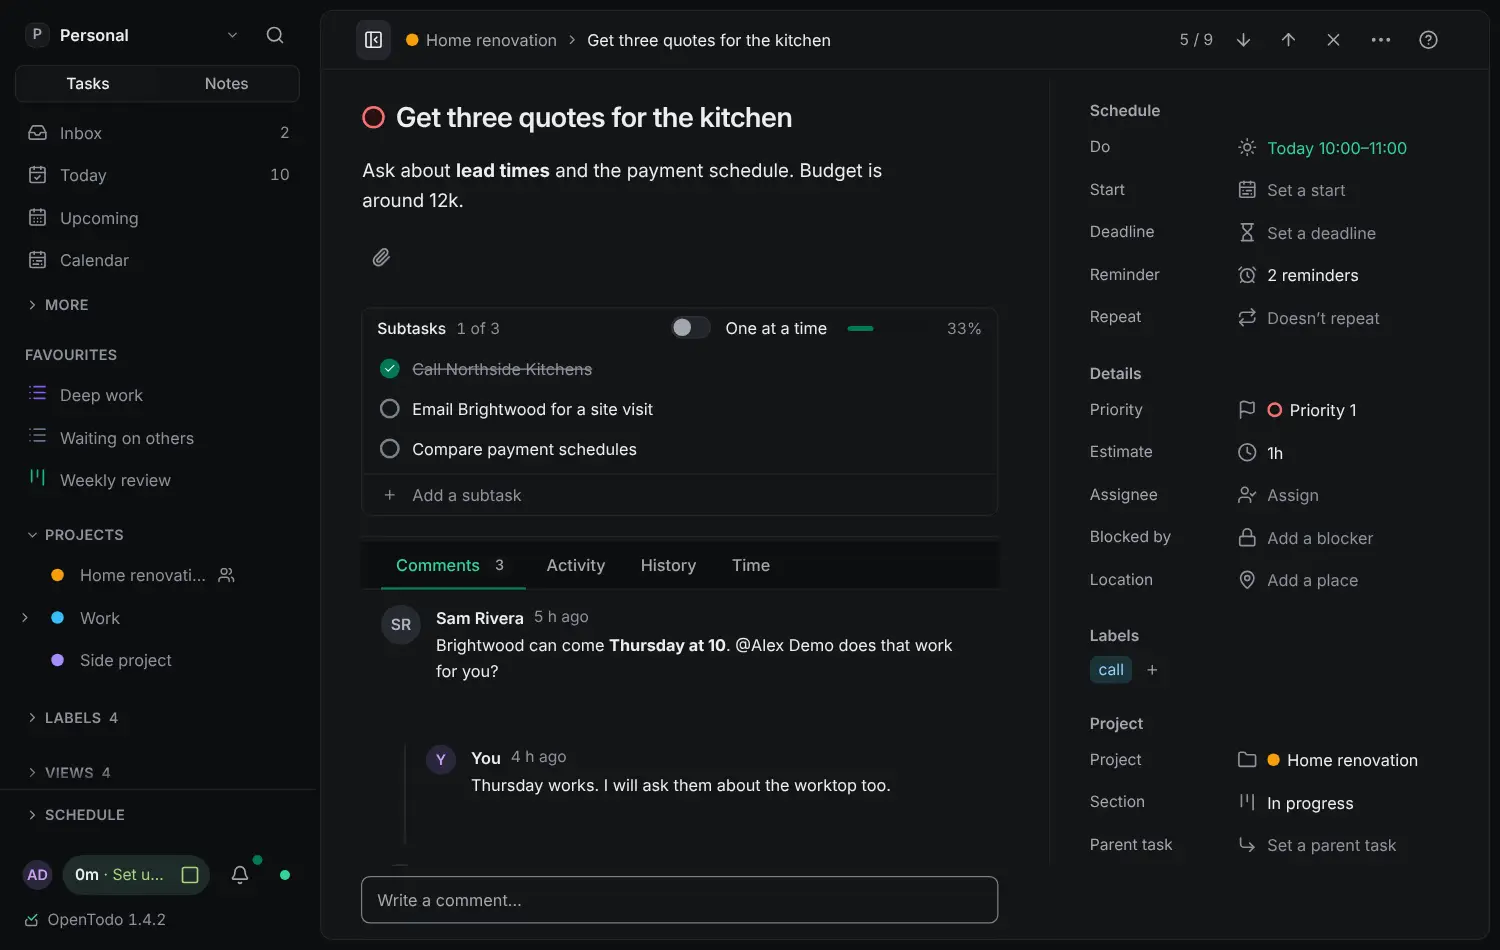 P Personal
Tasks Notes
Inbox 2
Today 10
Upcoming
Calendar
MORE
FAVOURITES
Deep work
Waiting on others
Weekly review
PROJECTS
Home renovati...
Work
Side project
LABELS 4
VIEWS 4
SCHEDULE
AD 0m · Set u...
OpenTodo 1.4.2
Home renovation > Get three quotes for the kitchen 5 / 9
Get three quotes for the kitchen
Ask about lead times and the payment schedule. Budget is
around 12k.
Subtasks 1 of 3 One at a time 33%
Call Northside Kitchens
Email Brightwood for a site visit
Compare payment schedules
+ Add a subtask
Comments 3 Activity History Time
SR Sam Rivera 5 h ago
Brightwood can come Thursday at 10. @Alex Demo does that work
for you?
Y You 4 h ago
Thursday works. I will ask them about the worktop too.
Write a comment...
Schedule
Do Today 10:00–11:00
Start Set a start
Deadline Set a deadline
Reminder 2 reminders
Repeat Doesn’t repeat
Details
Priority Priority 1
Estimate 1h
Assignee Assign
Blocked by Add a blocker
Location Add a place
Labels
call +
Project
Project Home renovation
Section In progress
Parent task Set a parent task